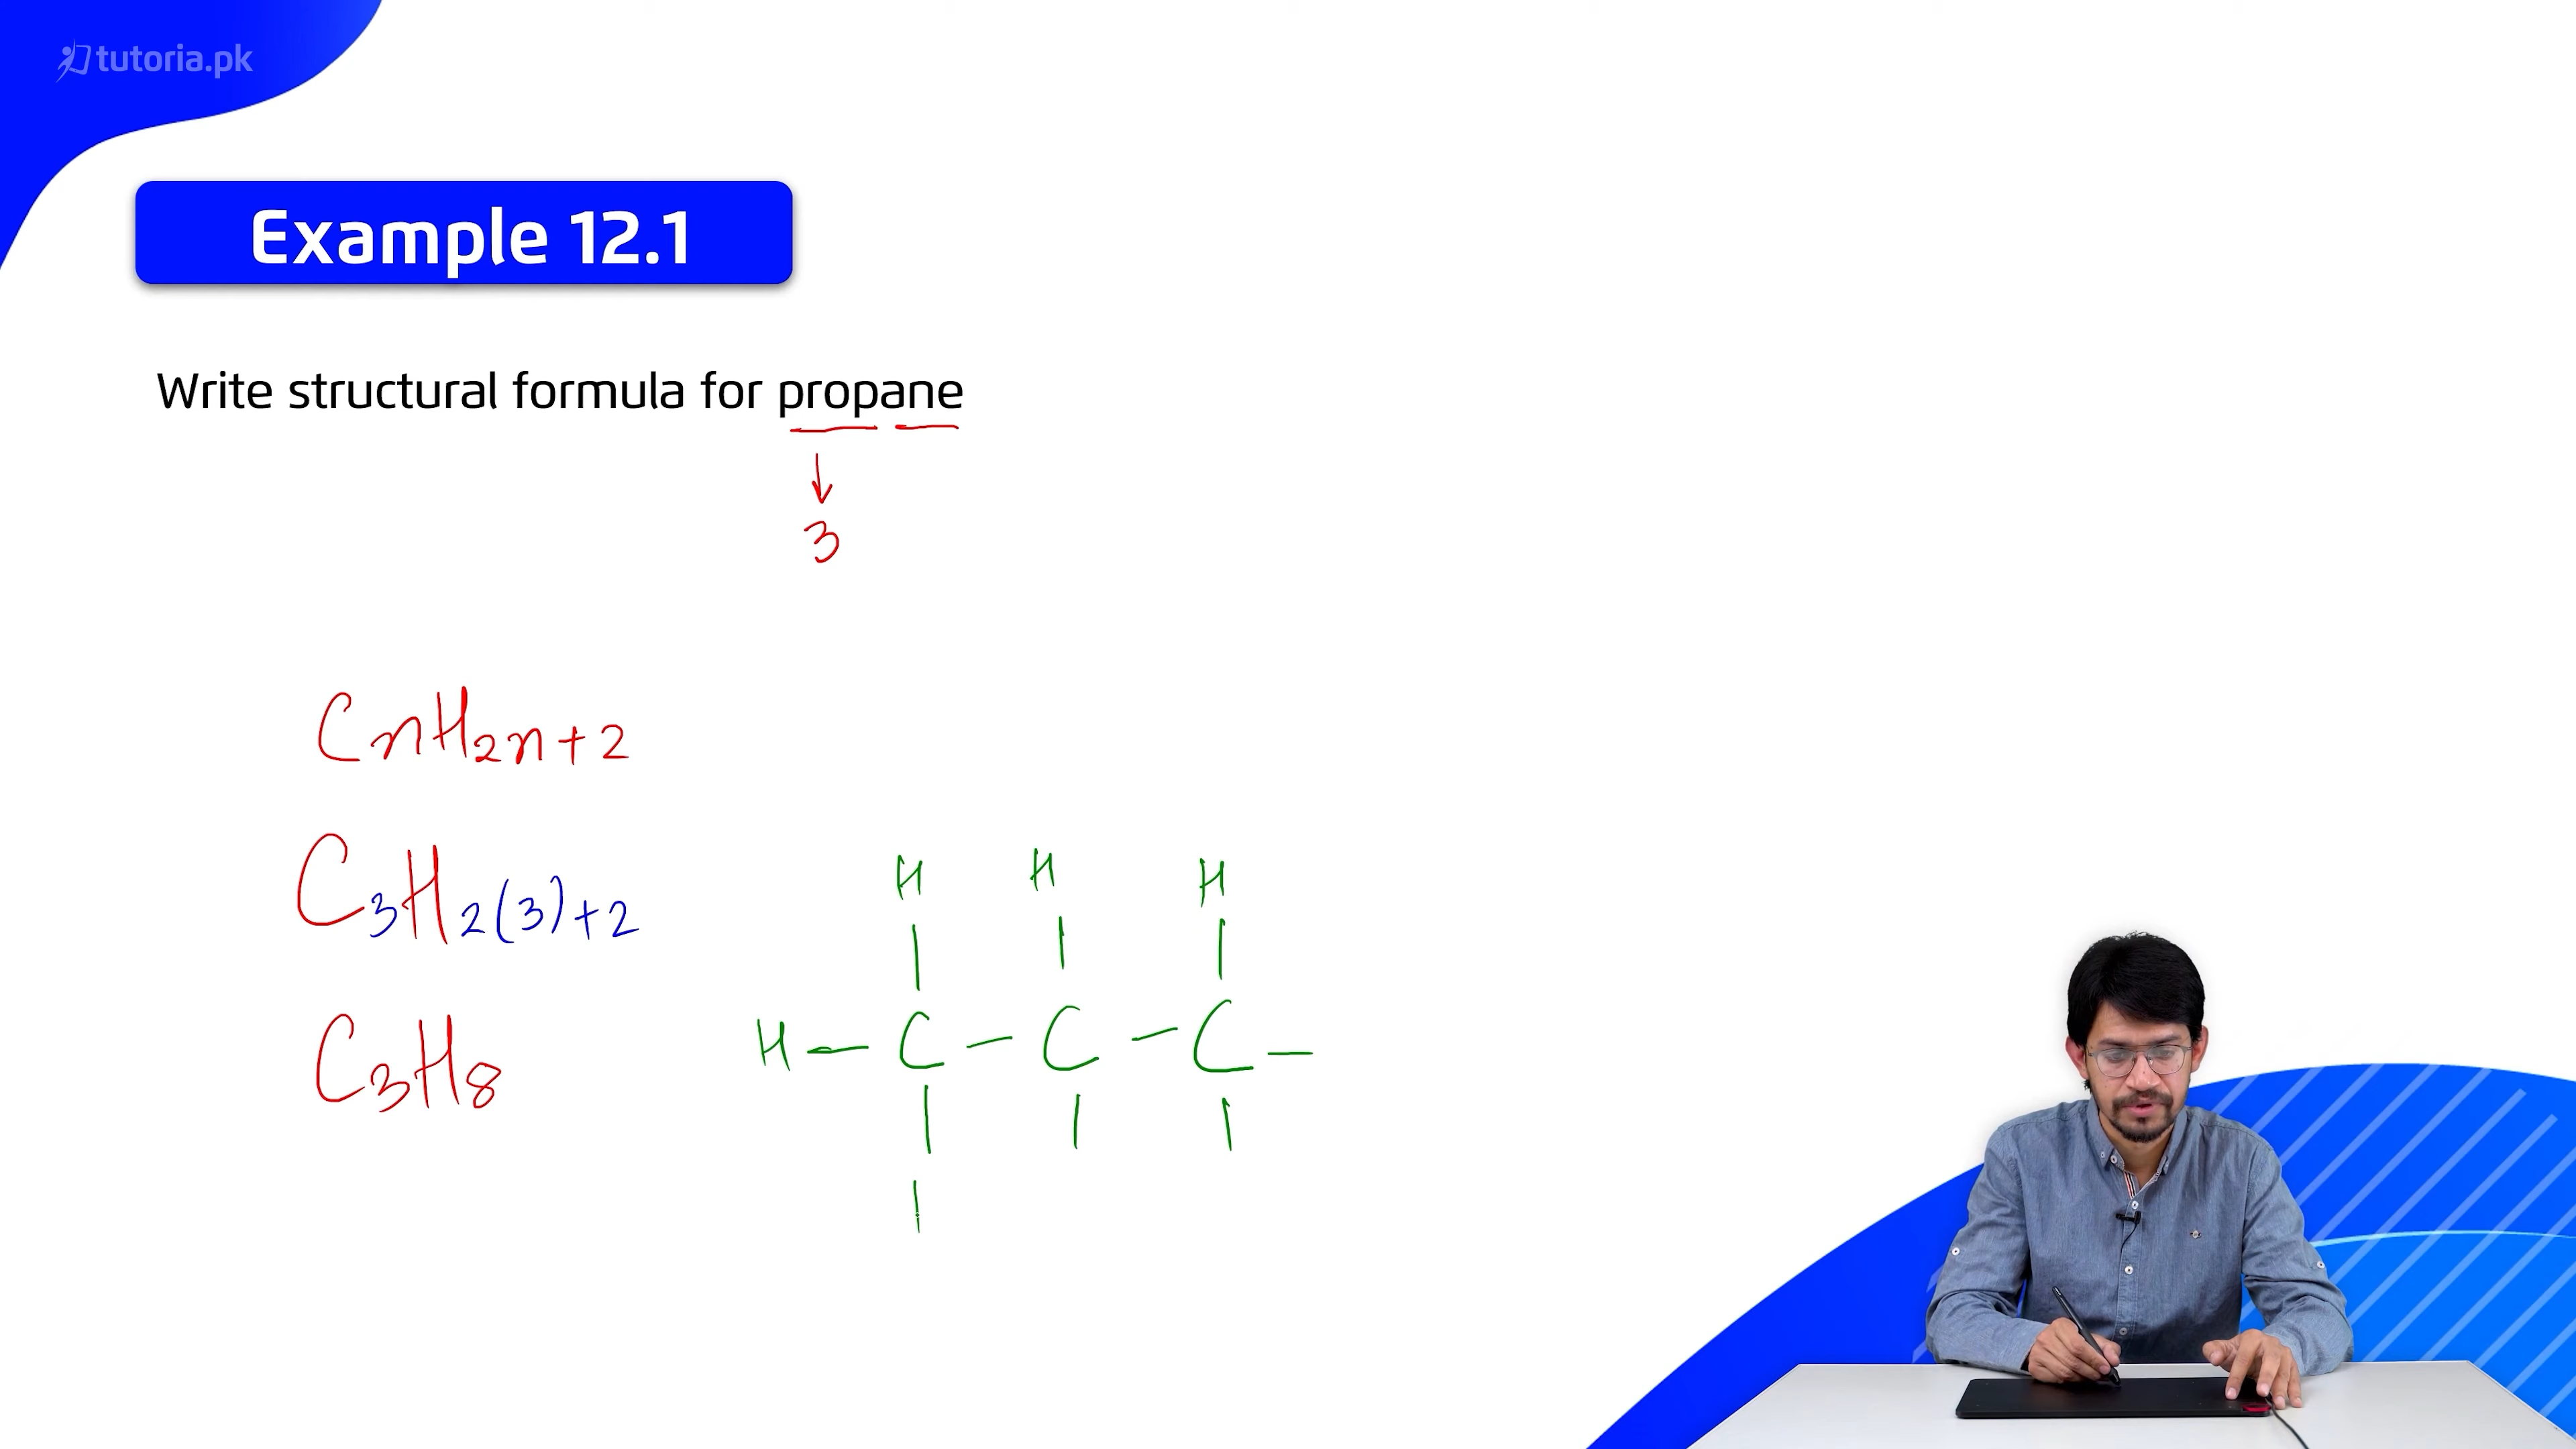 tutoria.pk
Example 12.1
Write structural formula for propane
3
CnH2n+2
C3H2(3)+2
C3H8
H H H
H – C – C – C –